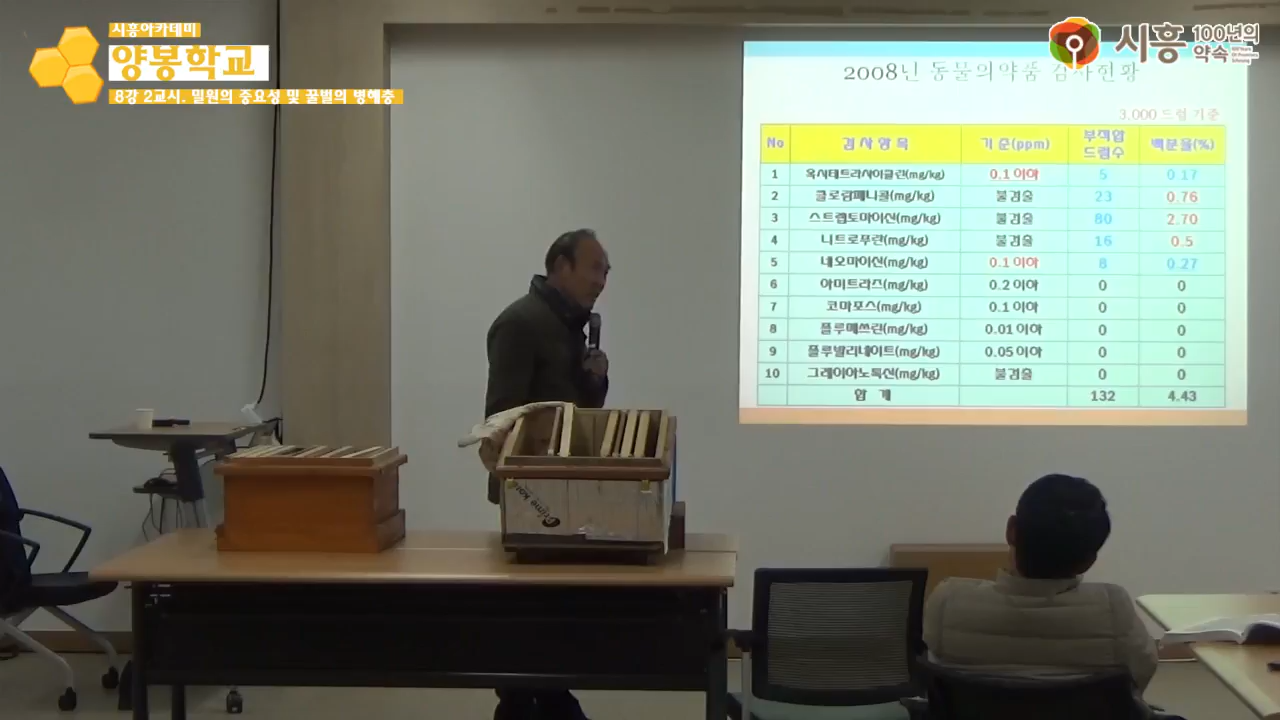 시흥아카데미
양봉학교
8강 2교시. 밀원의 중요성 및 꿀벌의 병해충
시흥 100년의 약속
2008년 동물의약품 검사현황
3,000 드럼 기준
No 검사항목 기준(ppm) 부적합 드럼수 백분율(%)
1 옥시테트라사이클린(mg/kg) 0.1이하 5 0.17
2 클로람페니콜(mg/kg) 불검출 23 0.76
3 스트렙토마이신(mg/kg) 불검출 80 2.70
4 니트로푸란(mg/kg) 불검출 16 0.5
5 네오마이신(mg/kg) 0.1이하 8 0.27
6 아미트라즈(mg/kg) 0.2이하 0 0
7 코마포스(mg/kg) 0.1이하 0 0
8 플루메쓰린(mg/kg) 0.01이하 0 0
9 플루발리네이트(mg/kg) 0.05이하 0 0
10 그레이아노톡신(mg/kg) 불검출 0 0
합 계 132 4.43
Prime